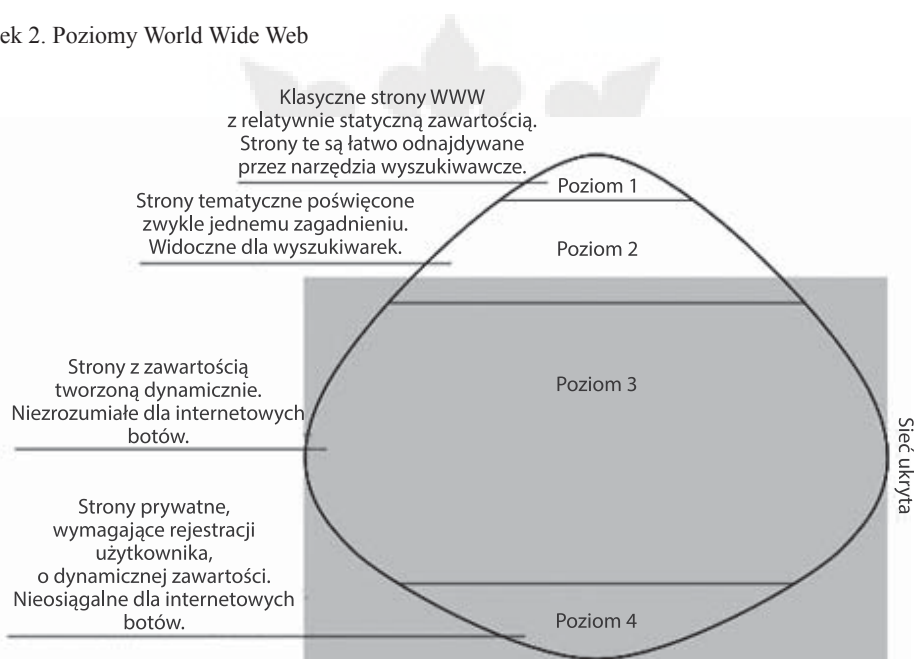 ek 2. Poziomy World Wide Web
Klasyczne strony WWW
z relatywnie statyczną zawartością.
Strony te są łatwo odnajdywane
przez narzędzia wyszukiwawcze.
Poziom 1
Strony tematyczne poświęcone
zwykle jednemu zagadnieniu.
Widoczne dla wyszukiwarek.
Poziom 2
Strony z zawartością
tworzoną dynamicznie.
Niezrozumiałe dla internetowych
botów.
Poziom 3
Sieć ukryta
Strony prywatne,
wymagające rejestracji
użytkownika,
o dynamicznej zawartości.
Nieosiągalne dla internetowych
botów.
Poziom 4